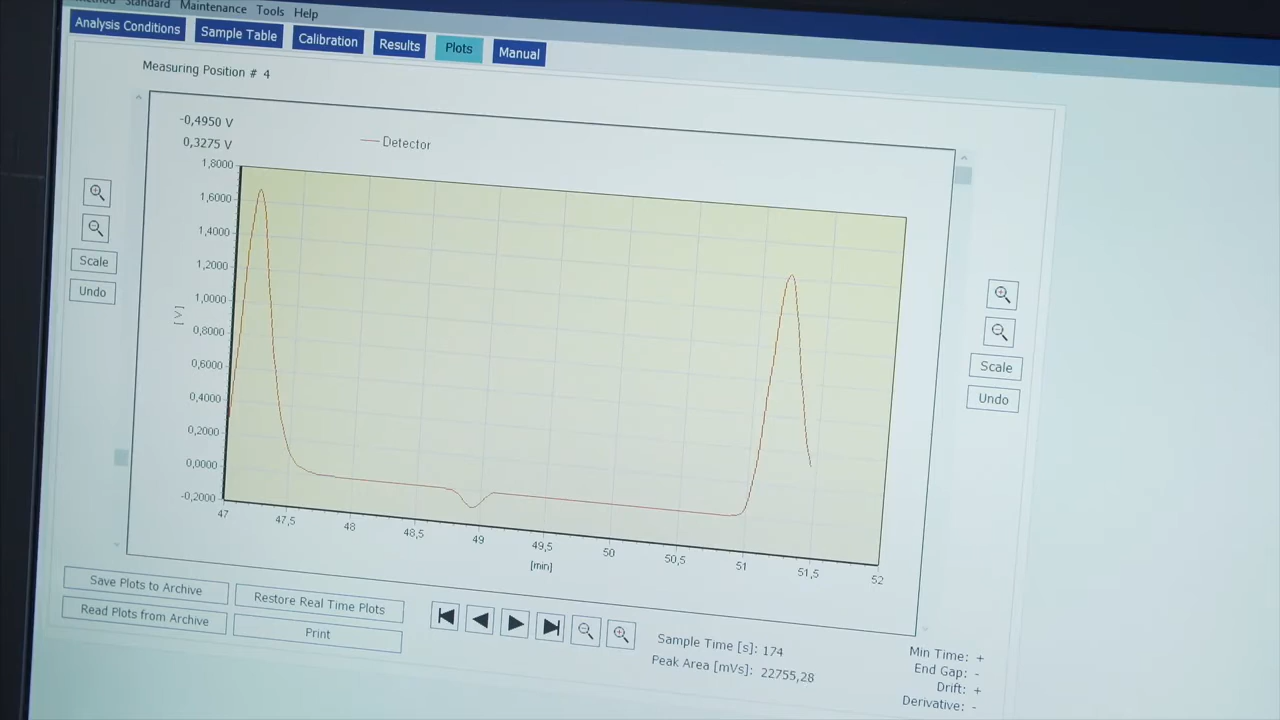 Method Standard Maintenance Tools Help
Analysis Conditions Sample Table Calibration Results Plots Manual
Measuring Position # 4
-0,4950 V
0,3275 V
Detector
1,8000
1,6000
1,4000
1,2000
1,0000
0,8000
0,6000
0,4000
0,2000
0,0000
-0,2000
[V]
47 47,5 48 48,5 49 49,5 50 50,5 51 51,5 52
[min]
Scale
Undo
Scale
Undo
Save Plots to Archive Restore Real Time Plots
Read Plots from Archive Print
Sample Time [s]: 174
Peak Area [mVs]: 22755,28
Min Time: +
End Gap: -
Drift: +
Derivative: -